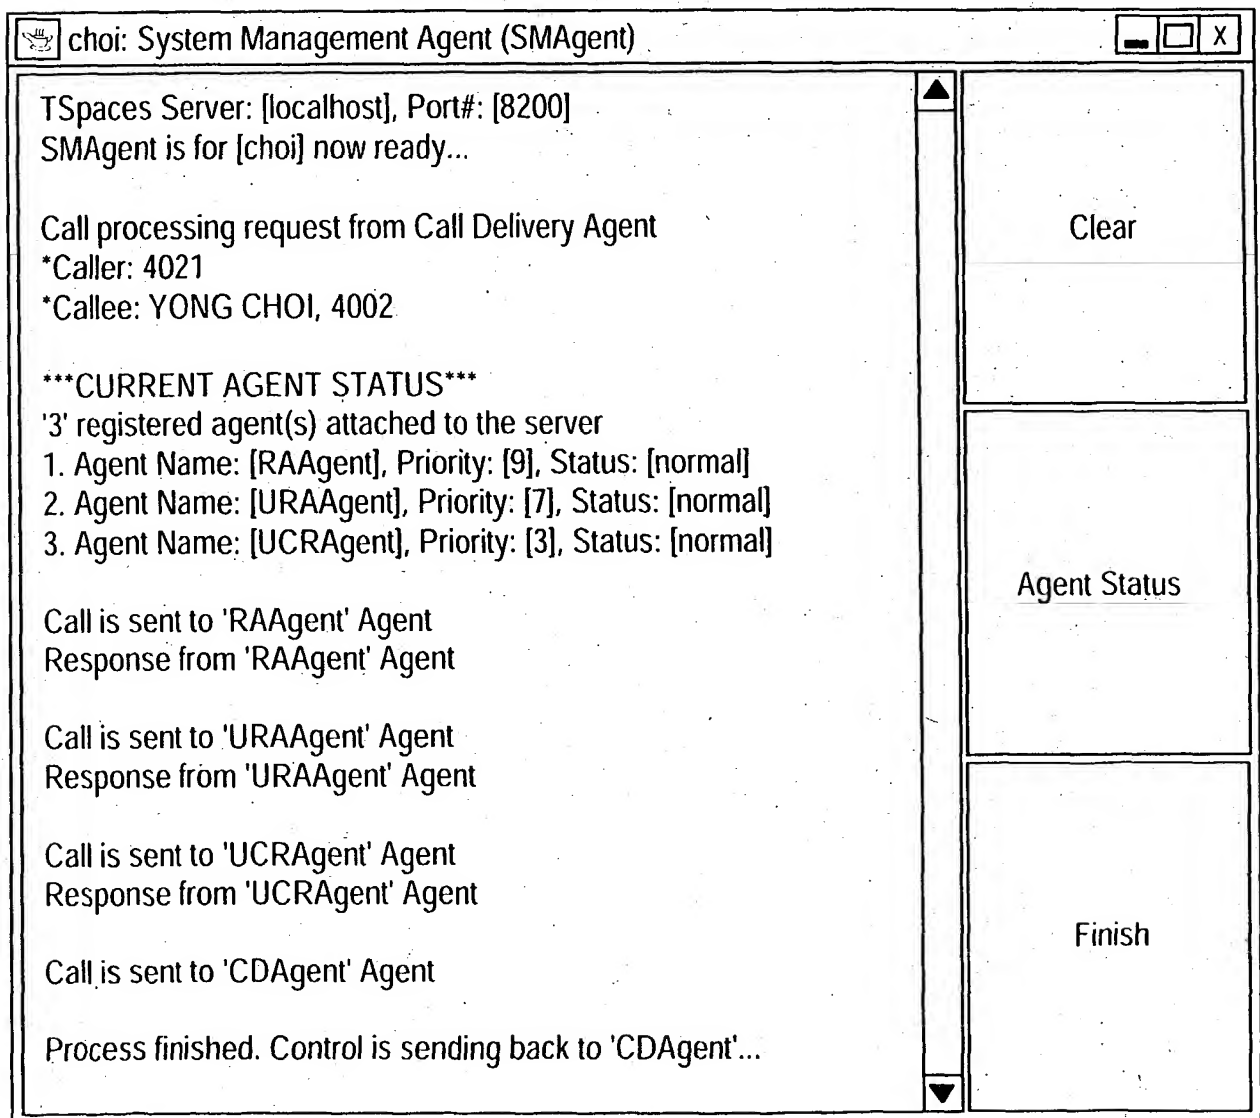 choi: System Management Agent (SMAgent)
X
TSpaces Server: [localhost], Port#: [8200]
SMAgent is for [choi] now ready...
Call processing request from Call Delivery Agent
*Caller: 4021
*Callee: YONG CHOI, 4002
***CURRENT AGENT STATUS***
'3' registered agent(s) attached to the server
1. Agent Name: [RAAgent], Priority: [9], Status: [normal]
2. Agent Name: [URAAgent], Priority: [7], Status: [normal]
3. Agent Name: [UCRAgent], Priority: [3], Status: [normal]
Call is sent to 'RAAgent' Agent
Response from 'RAAgent' Agent
Call is sent to 'URAAgent' Agent
Response from 'URAAgent' Agent
Call is sent to 'UCRAgent' Agent
Response from 'UCRAgent' Agent
Call is sent to 'CDAgent' Agent
Process finished. Control is sending back to 'CDAgent'...
Clear
Agent Status
Finish